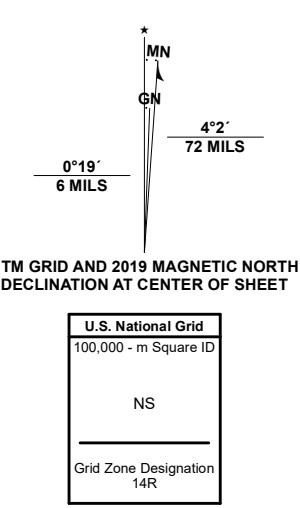 MN
GN
4°2´
72 MILS
0°19´
6 MILS
TM GRID AND 2019 MAGNETIC NORTH
DECLINATION AT CENTER OF SHEET
U.S. National Grid
100,000 - m Square ID
NS
Grid Zone Designation
14R